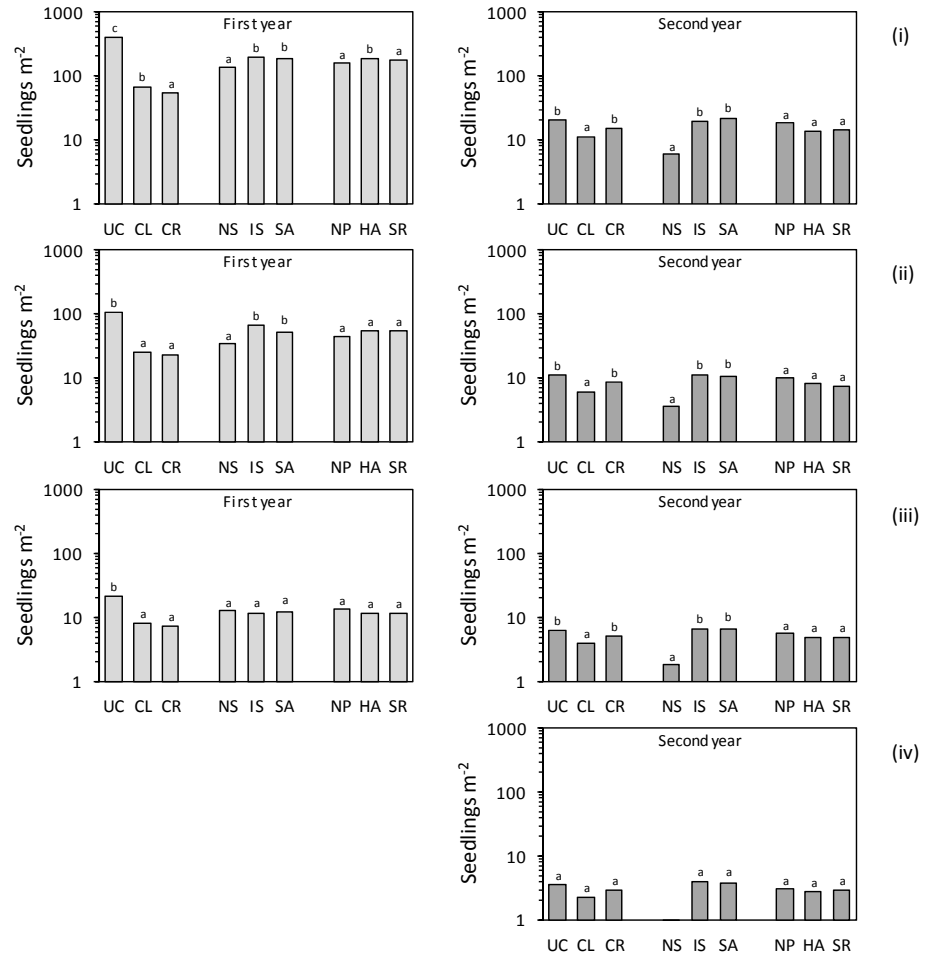 First year
Second year
(i)
Seedlings m-2
1000
100
10
1
c b a a b b a b a
UC CL CR NS IS SA NP HA SR
Seedlings m-2
1000
100
10
1
b a b a b b a a a
UC CL CR NS IS SA NP HA SR
First year
Second year
(ii)
Seedlings m-2
1000
100
10
1
b a a a b b a a a
UC CL CR NS IS SA NP HA SR
Seedlings m-2
1000
100
10
1
b a b a b b a a a
UC CL CR NS IS SA NP HA SR
First year
Second year
(iii)
Seedlings m-2
1000
100
10
1
b a a a a a a a a
UC CL CR NS IS SA NP HA SR
Seedlings m-2
1000
100
10
1
b a b a b b a a a
UC CL CR NS IS SA NP HA SR
Second year
(iv)
Seedlings m-2
1000
100
10
1
a a a a a a a a
UC CL CR NS IS SA NP HA SR